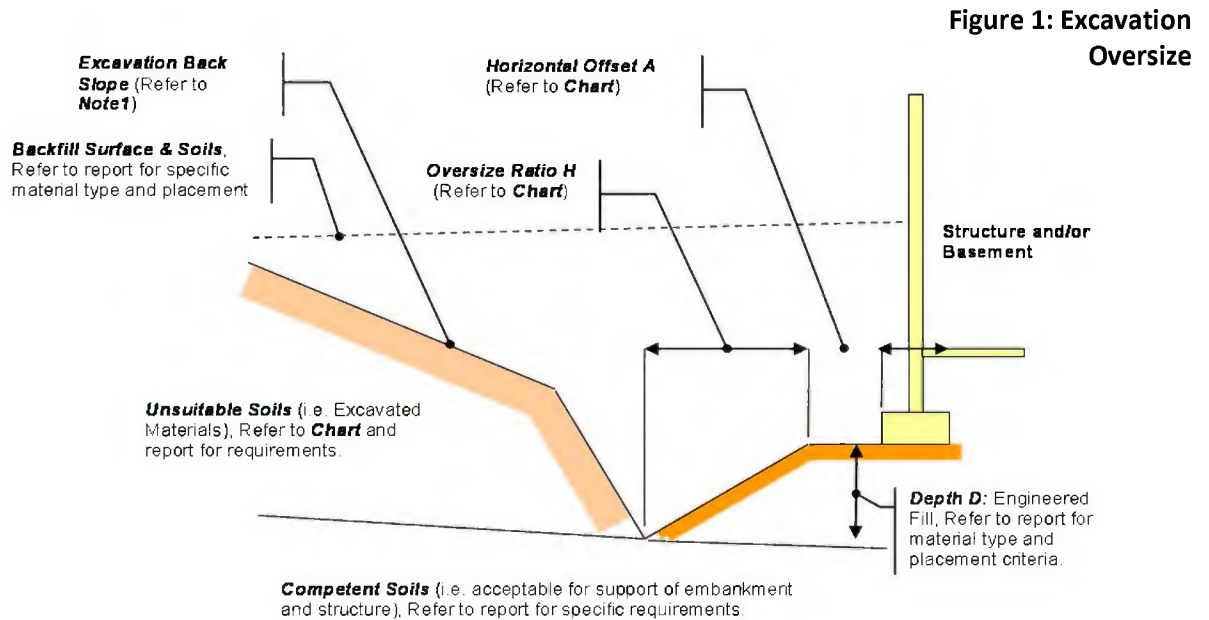 Figure 1: Excavation
Oversize
Excavation Back
Slope (Refer to
Note1)
Horizontal Offset A
(Refer to Chart)
Backfill Surface & Soils,
Refer to report for specific
material type and placement
Oversize Ratio H
(Refer to Chart)
Structure and/or
Basement
Unsuitable Soils (i.e. Excavated
Materials), Refer to Chart and
report for requirements.
Depth D: Engineered
Fill, Refer to report for
material type and
placement criteria.
Competent Soils (i.e. acceptable for support of embankment
and structure), Refer to report for specific requirements.